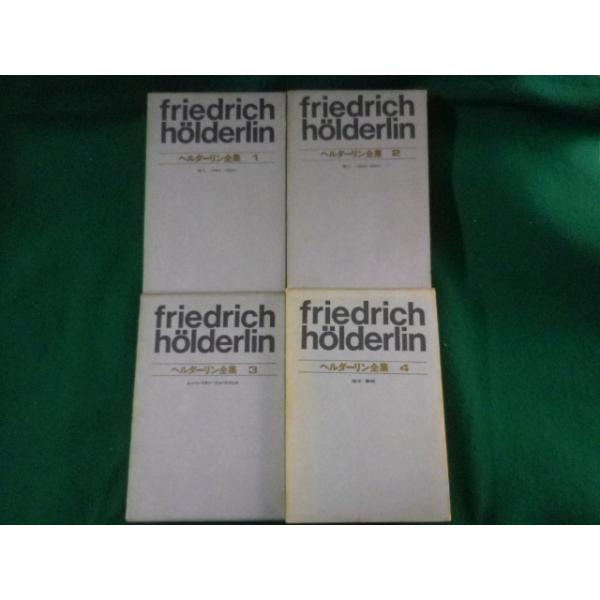 friedrich
hölderlin
ヘルダーリン全集 1
friedrich
hölderlin
ヘルダーリン全集 2
friedrich
hölderlin
ヘルダーリン全集 3
friedrich
hölderlin
ヘルダーリン全集 4